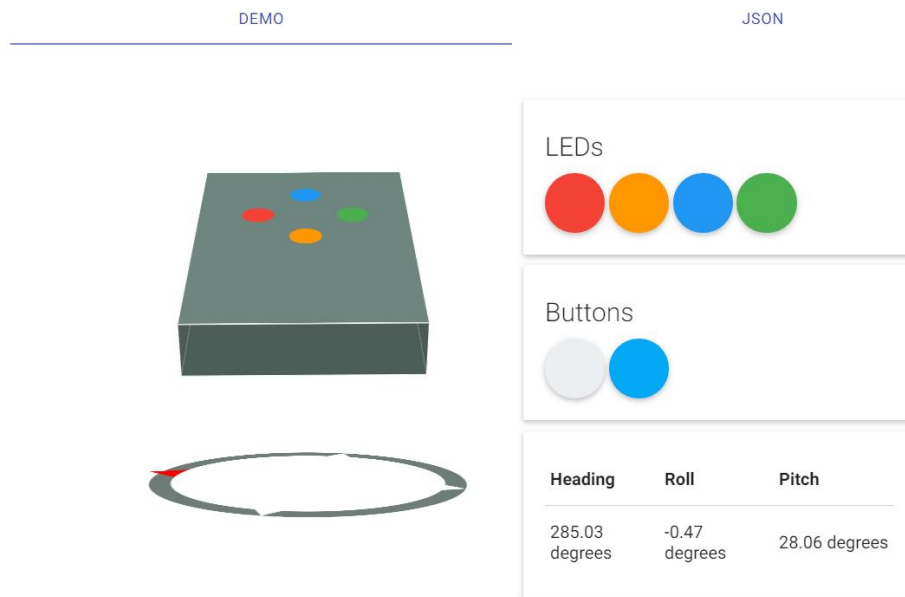 DEMO
JSON
LEDs
Buttons
Heading Roll Pitch
285.03 degrees -0.47 degrees 28.06 degrees